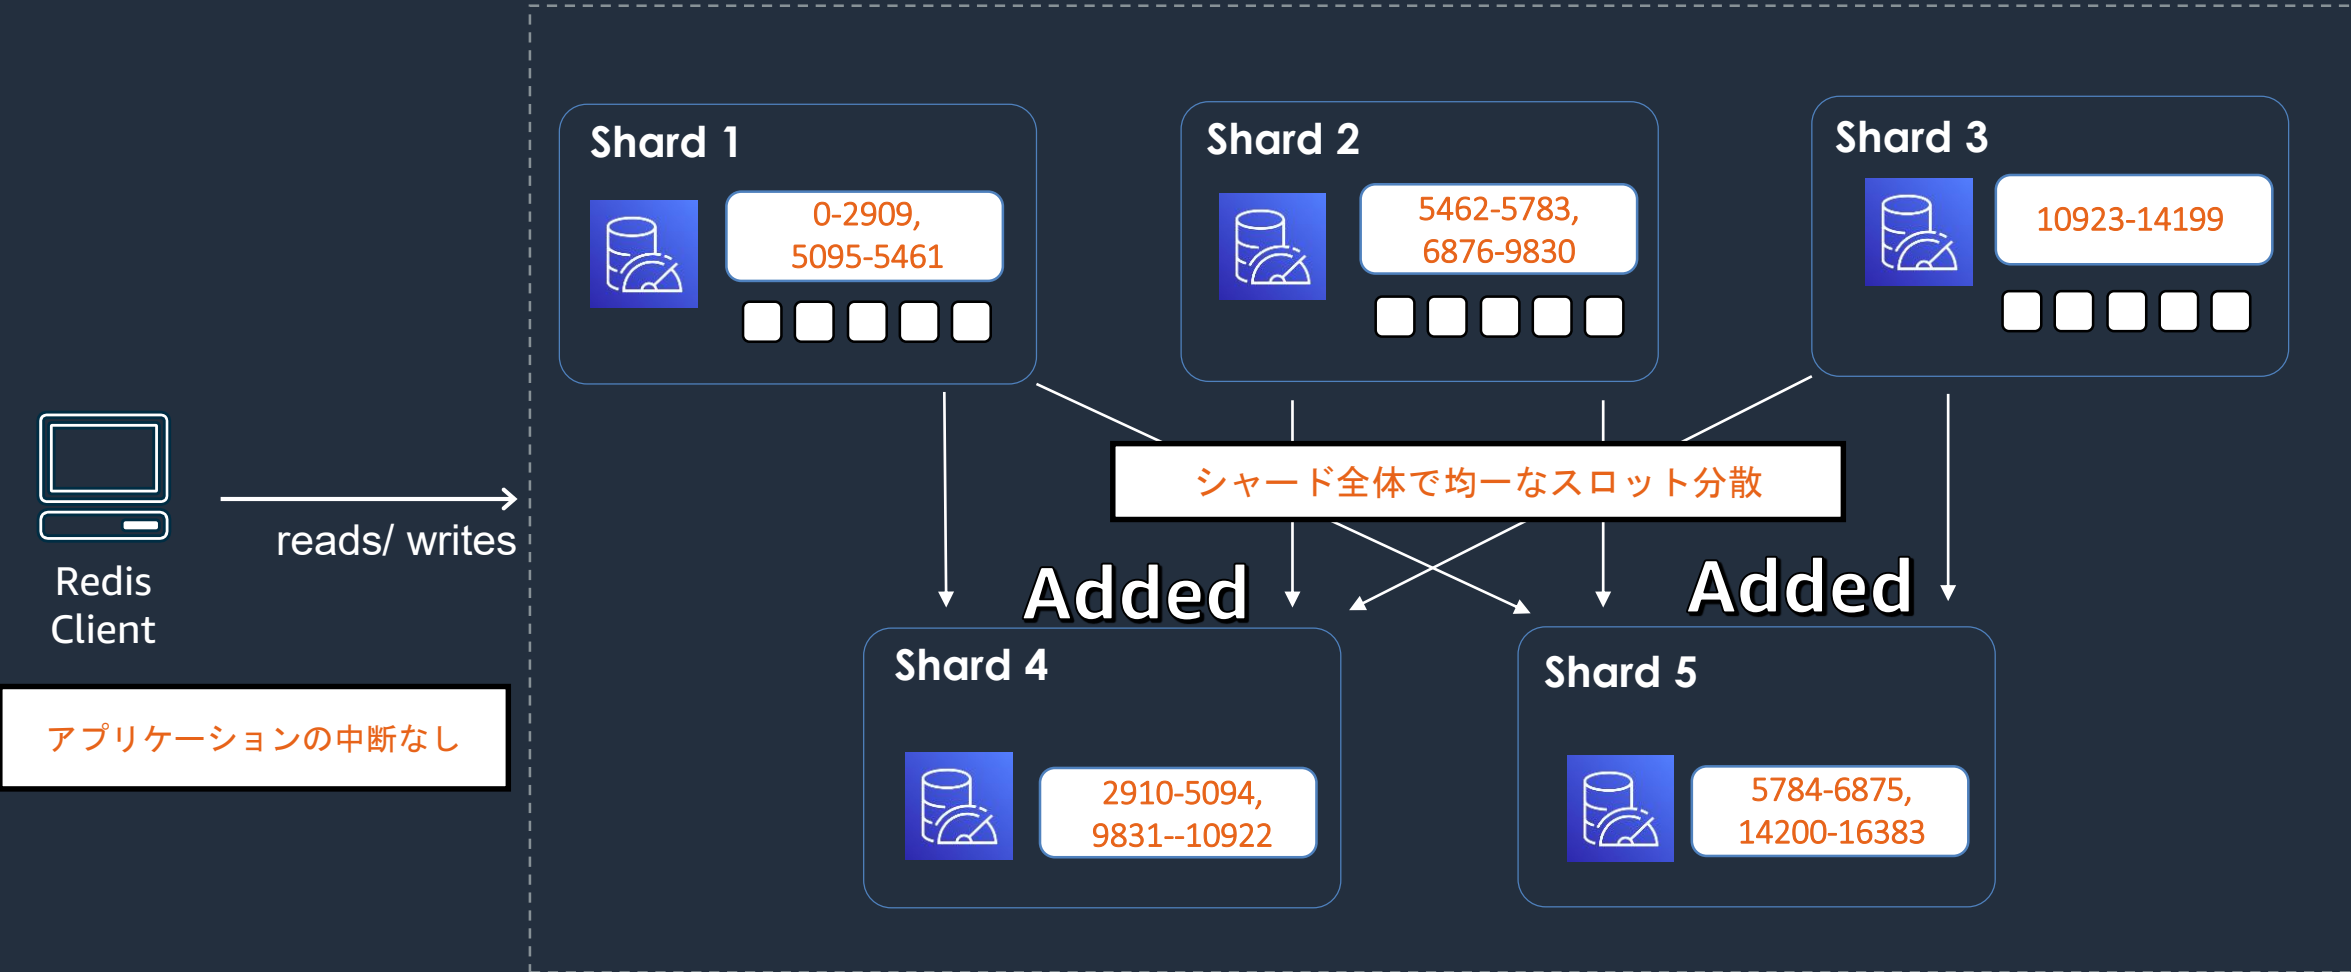 Shard 1
0-2909,
5095-5461
Shard 2
5462-5783,
6876-9830
Shard 3
10923-14199
シャード全体で均一なスロット分散
reads/ writes
Redis
Client
アプリケーションの中断なし
Added
Shard 4
2910-5094,
9831--10922
Added
Shard 5
5784-6875,
14200-16383